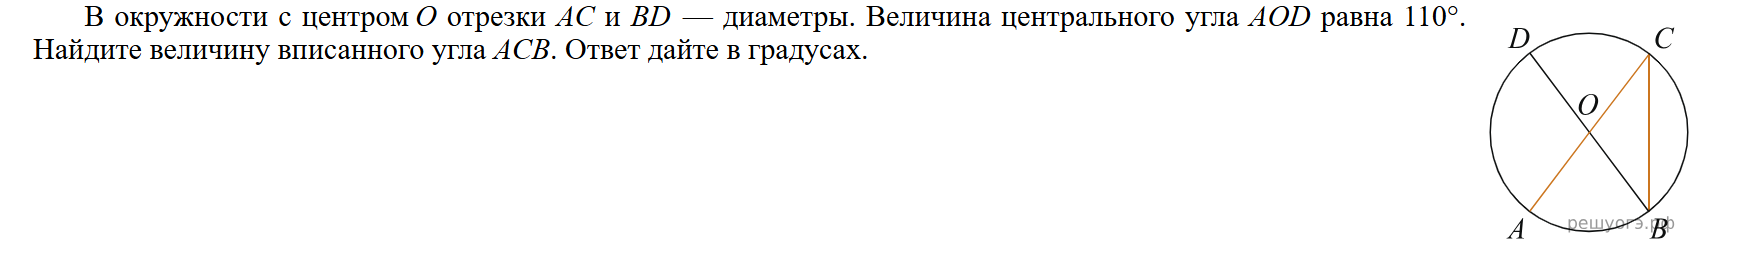 В окружности с центром O отрезки AC и BD — диаметры. Величина центрального угла AOD равна 110°.
Найдите величину вписанного угла ACB. Ответ дайте в градусах.
D C
O
A B
решуогэ.рф